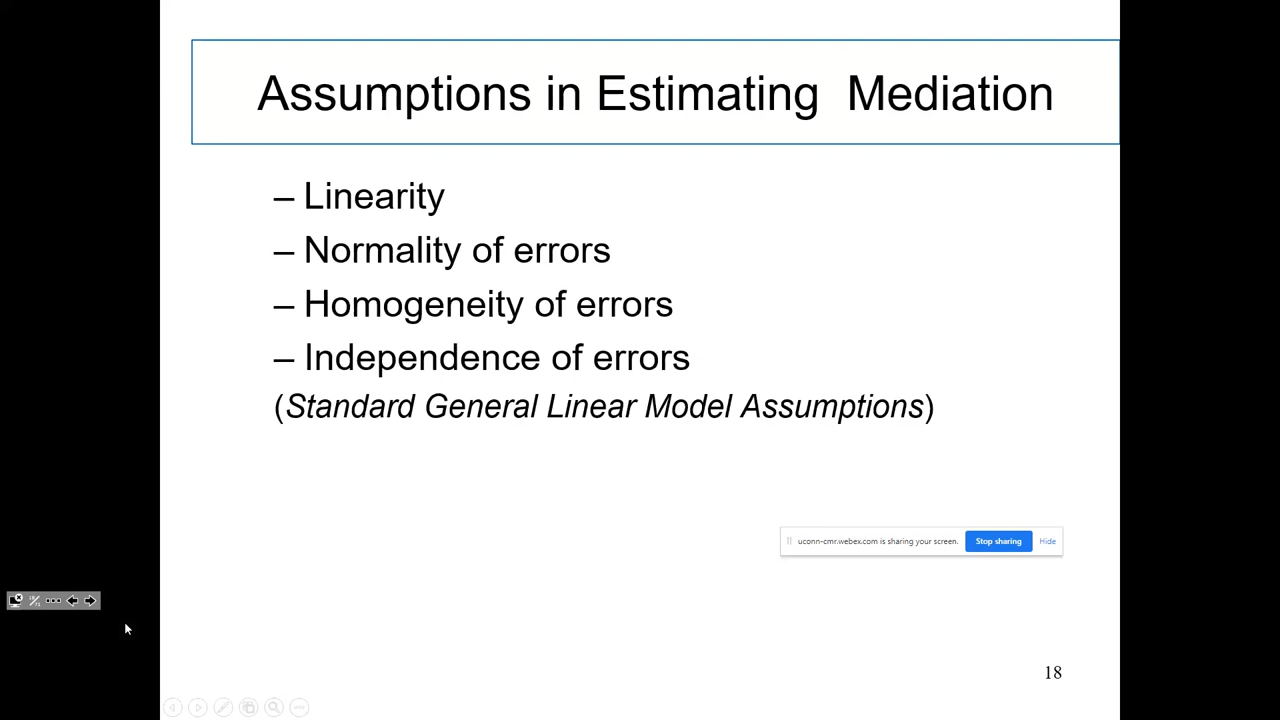 Assumptions in Estimating  Mediation
– Linearity
– Normality of errors
– Homogeneity of errors
– Independence of errors
(Standard General Linear Model Assumptions)
uconn-cmr.webex.com is sharing your screen. Stop sharing Hide
18